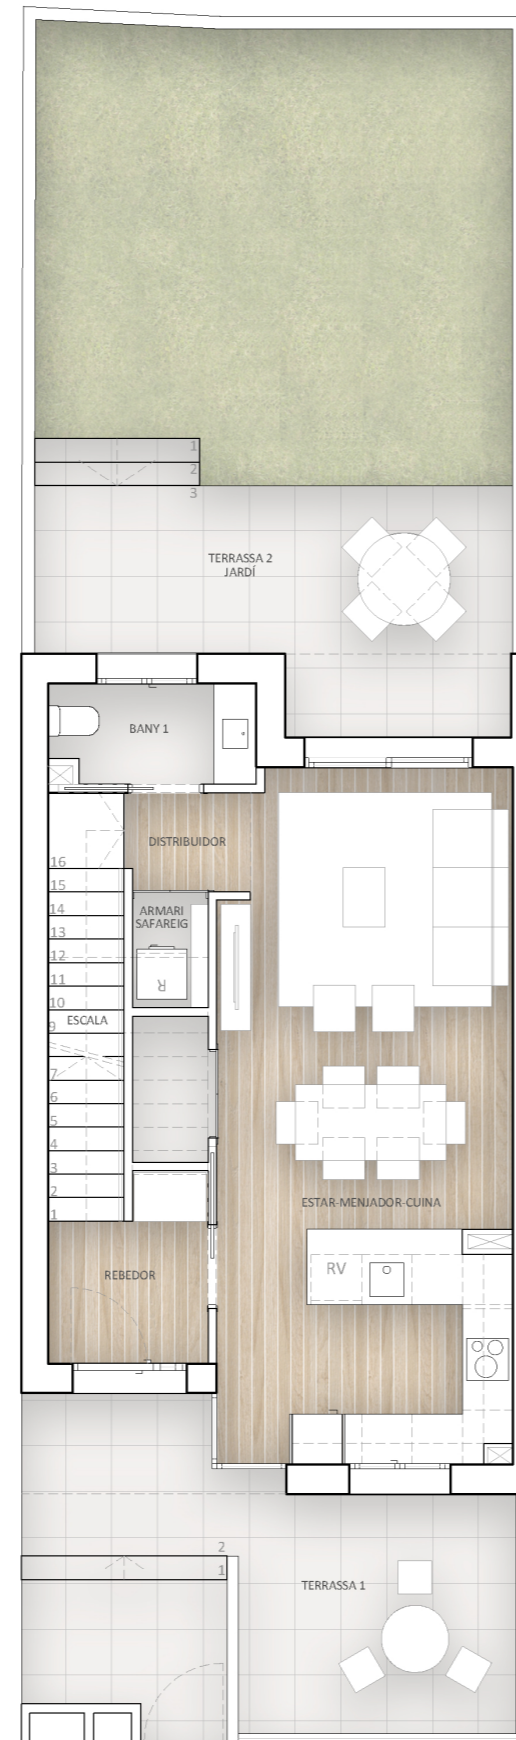 1
2
3
TERRASSA 2
JARDÍ
BANY 1
DISTRIBUIDOR
16
15
14
13
12
11
10
9
7
6
5
4
3
2
1
ARMARI
SAFAREIG
R
ESCALA
ESTAR-MENJADOR-CUINA
RV
REBEDOR
2
1
TERRASSA 1